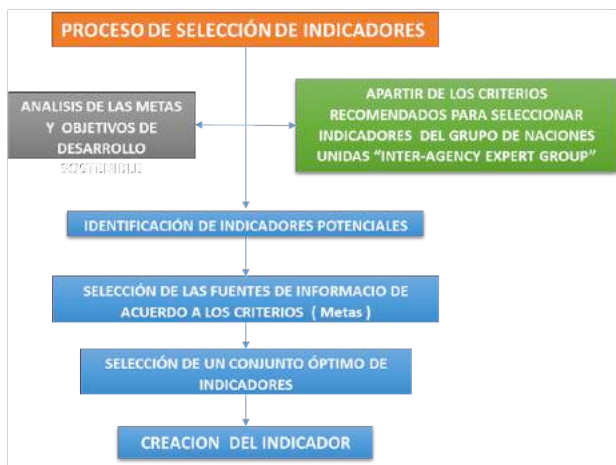 PROCESO DE SELECCIÓN DE INDICADORES
ANALISIS DE LAS METAS
Y OBJETIVOS DE
DESARROLLO
SOSTENIBLE
APARTIR DE LOS CRITERIOS
RECOMENDADOS PARA SELECCIONAR
INDICADORES DEL GRUPO DE NACIONES
UNIDAS “INTER-AGENCY EXPERT GROUP”
IDENTIFICACIÓN DE INDICADORES POTENCIALES
SELECCIÓN DE LAS FUENTES DE INFORMACIO DE
ACUERDO A LOS CRITERIOS ( Metas )
SELECCIÓN DE UN CONJUNTO ÓPTIMO DE
INDICADORES
CREACION DEL INDICADOR